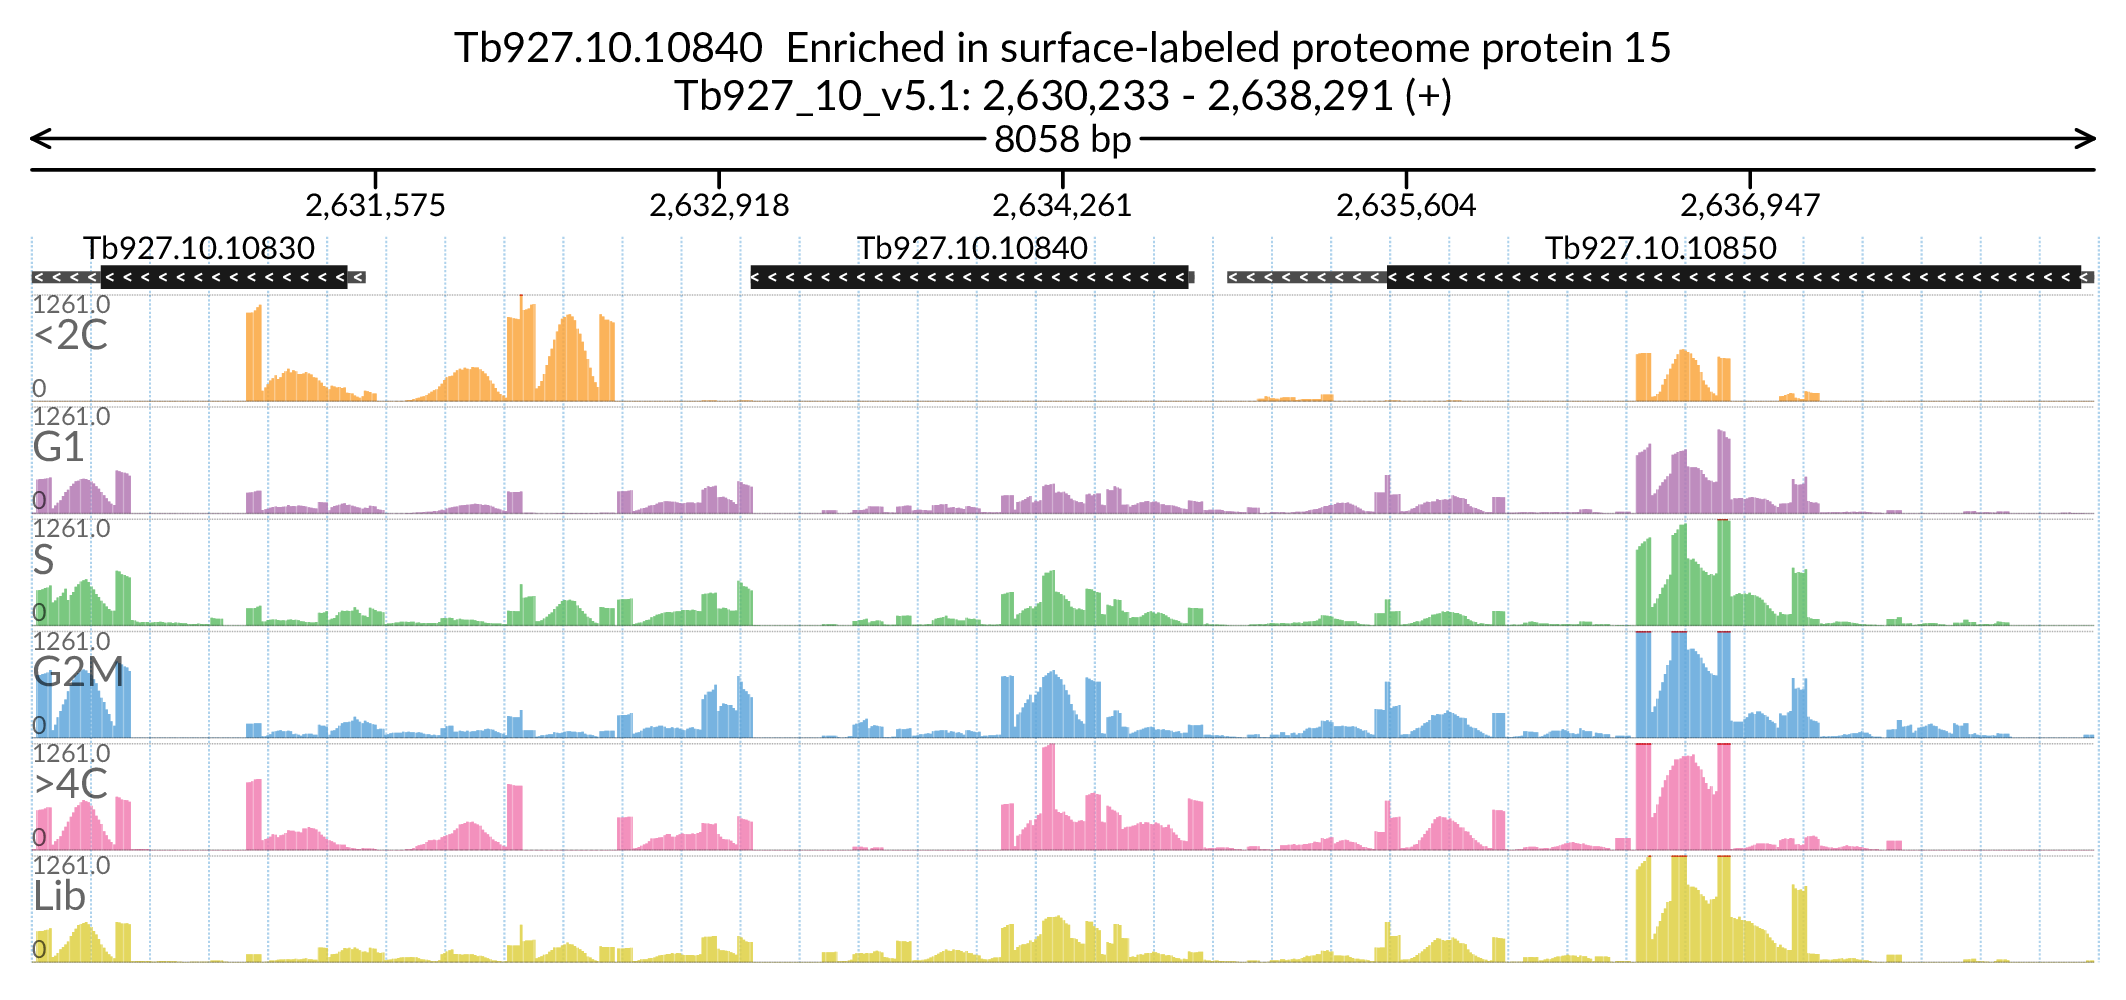 Tb927.10.10840 Enriched in surface-labeled proteome protein 15
Tb927_10_v5.1: 2,630,233 - 2,638,291 (+)
8058 bp
2,631,575 2,632,918 2,634,261 2,635,604 2,636,947
Tb927.10.10830 Tb927.10.10840 Tb927.10.10850
1261.0
<2C
0
1261.0
G1
0
1261.0
S
0
1261.0
G2M
0
1261.0
>4C
0
1261.0
Lib
0